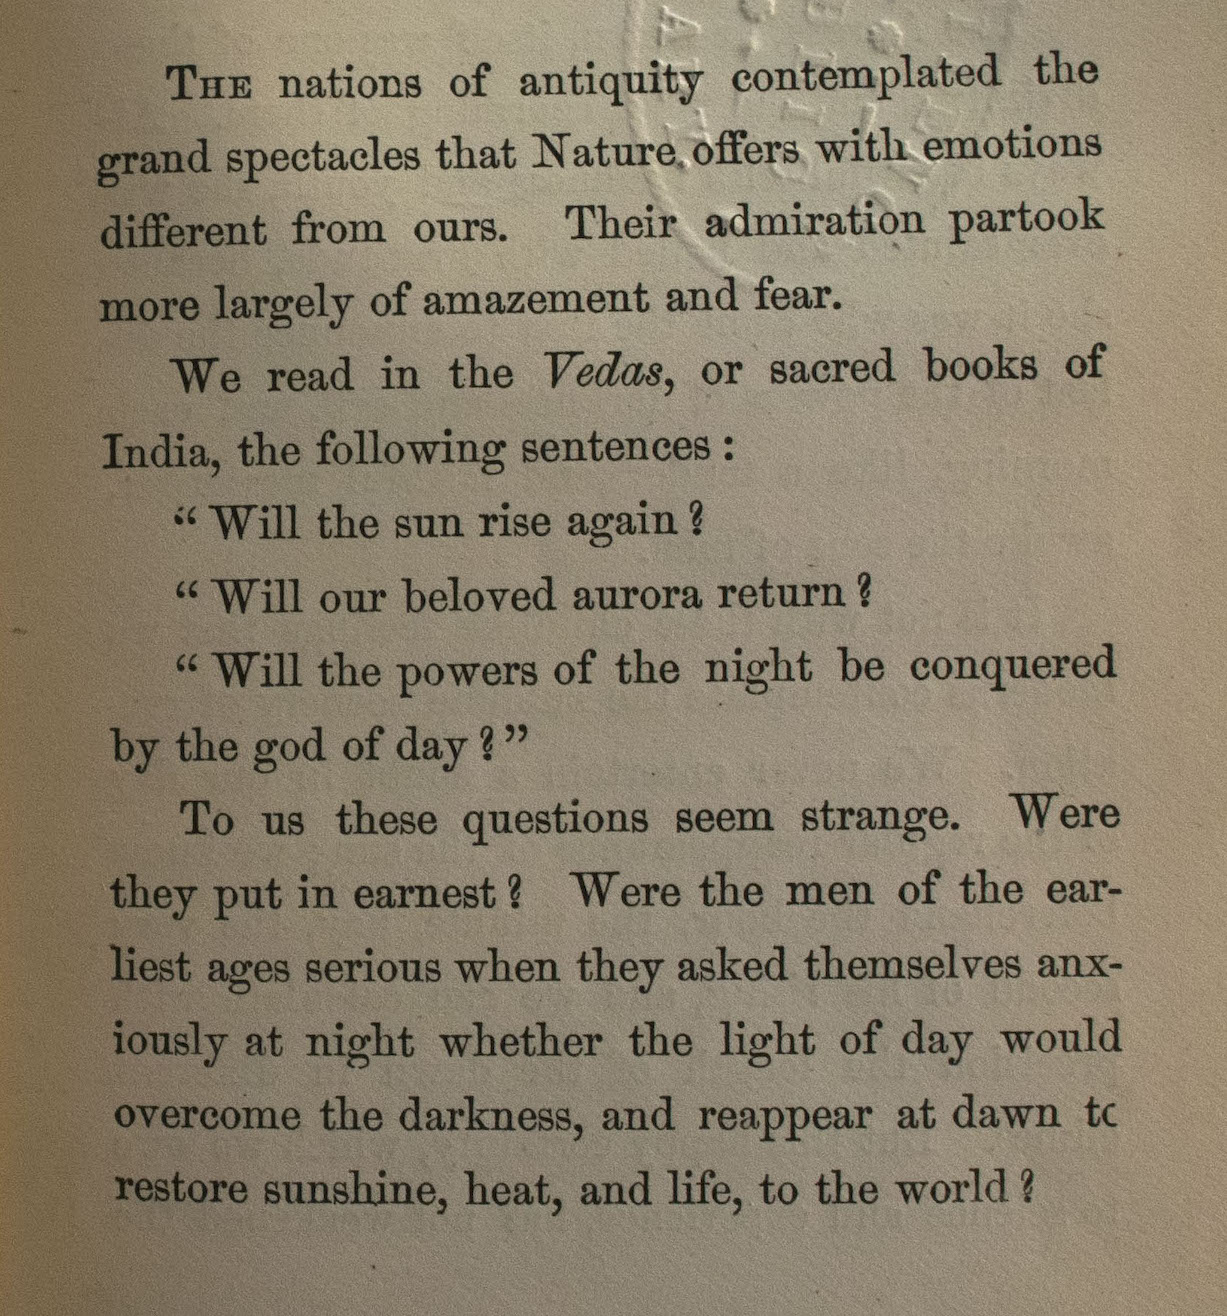 THE nations of antiquity contemplated the
grand spectacles that Nature offers with emotions
different from ours. Their admiration partook
more largely of amazement and fear.
We read in the Vedas, or sacred books of
India, the following sentences :
“ Will the sun rise again ?
“ Will our beloved aurora return ?
“ Will the powers of the night be conquered
by the god of day ? ”
To us these questions seem strange. Were
they put in earnest ? Were the men of the ear-
liest ages serious when they asked themselves anx-
iously at night whether the light of day would
overcome the darkness, and reappear at dawn to
restore sunshine, heat, and life, to the world ?